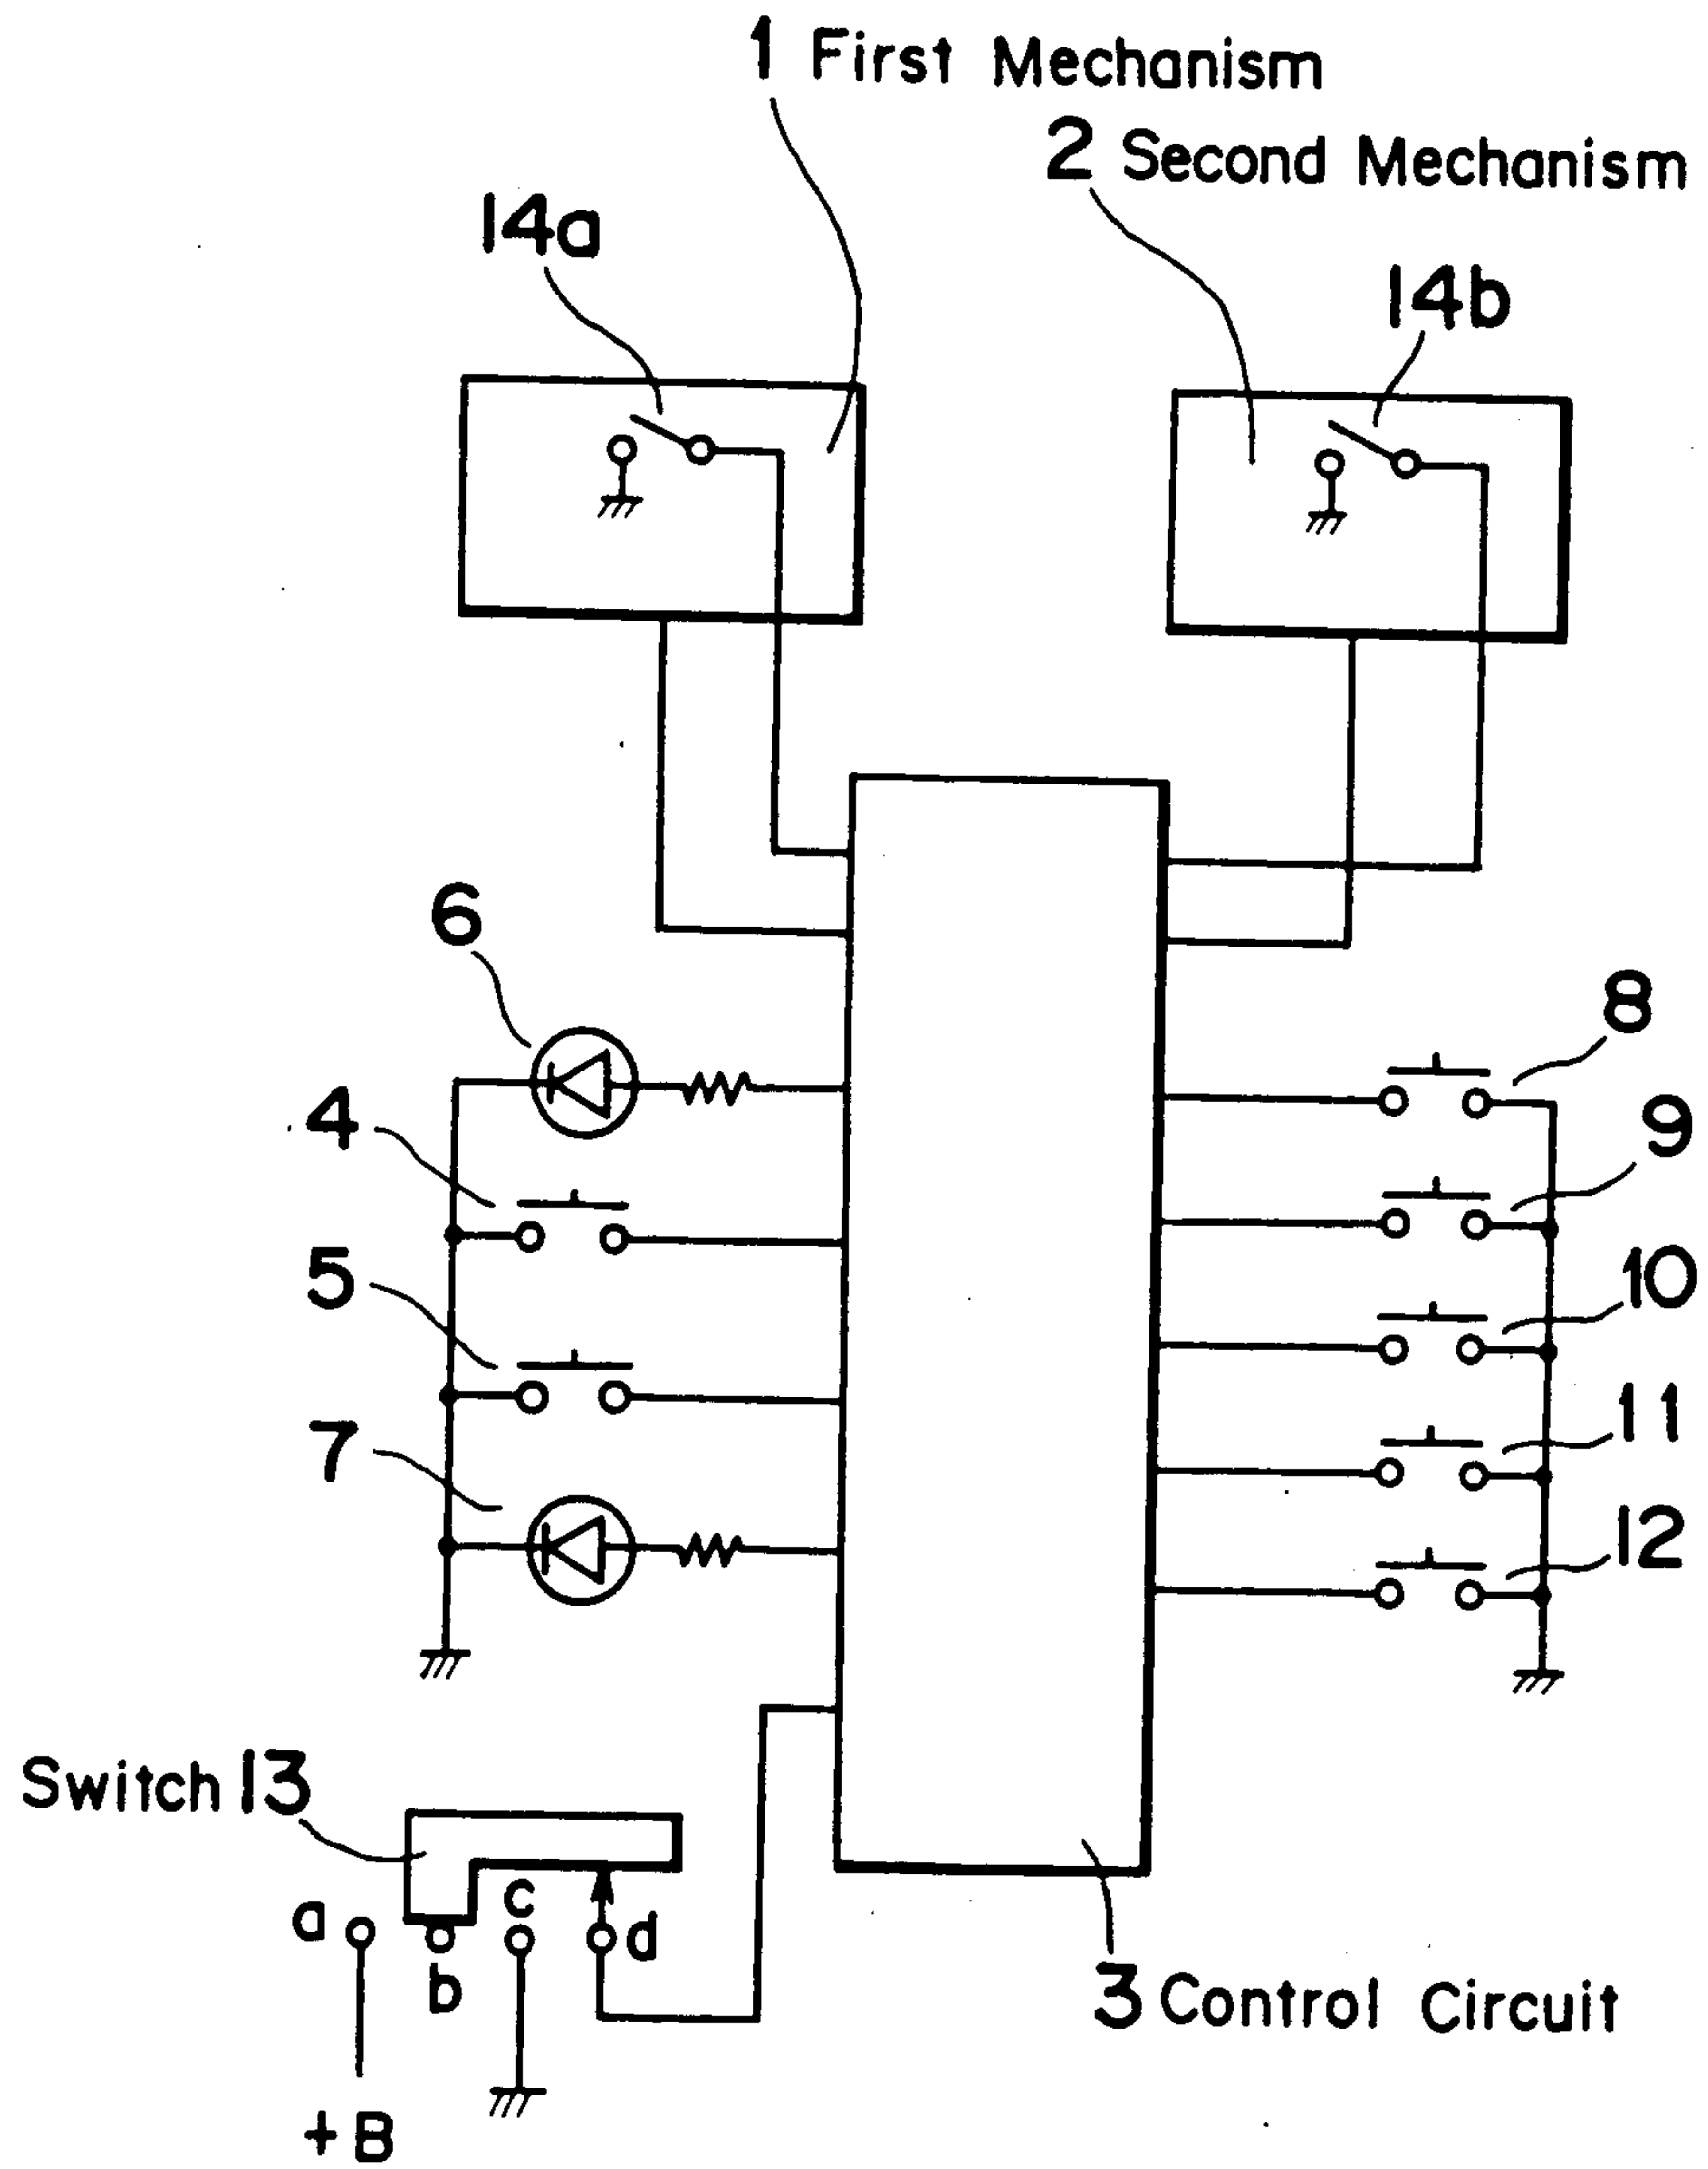 1 First Mechanism
2 Second Mechanism
14a
14b
6
8
4
9
5
10
11
7
12
Switch 13
c
a
d
b
3 Control Circuit
+B